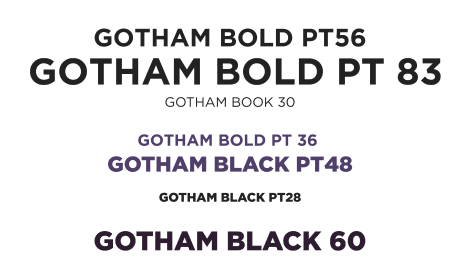 GOTHAM BOLD PT56
GOTHAM BOLD PT 83
GOTHAM BOOK 30
GOTHAM BOLD PT 36
GOTHAM BLACK PT48
GOTHAM BLACK PT28
GOTHAM BLACK 60